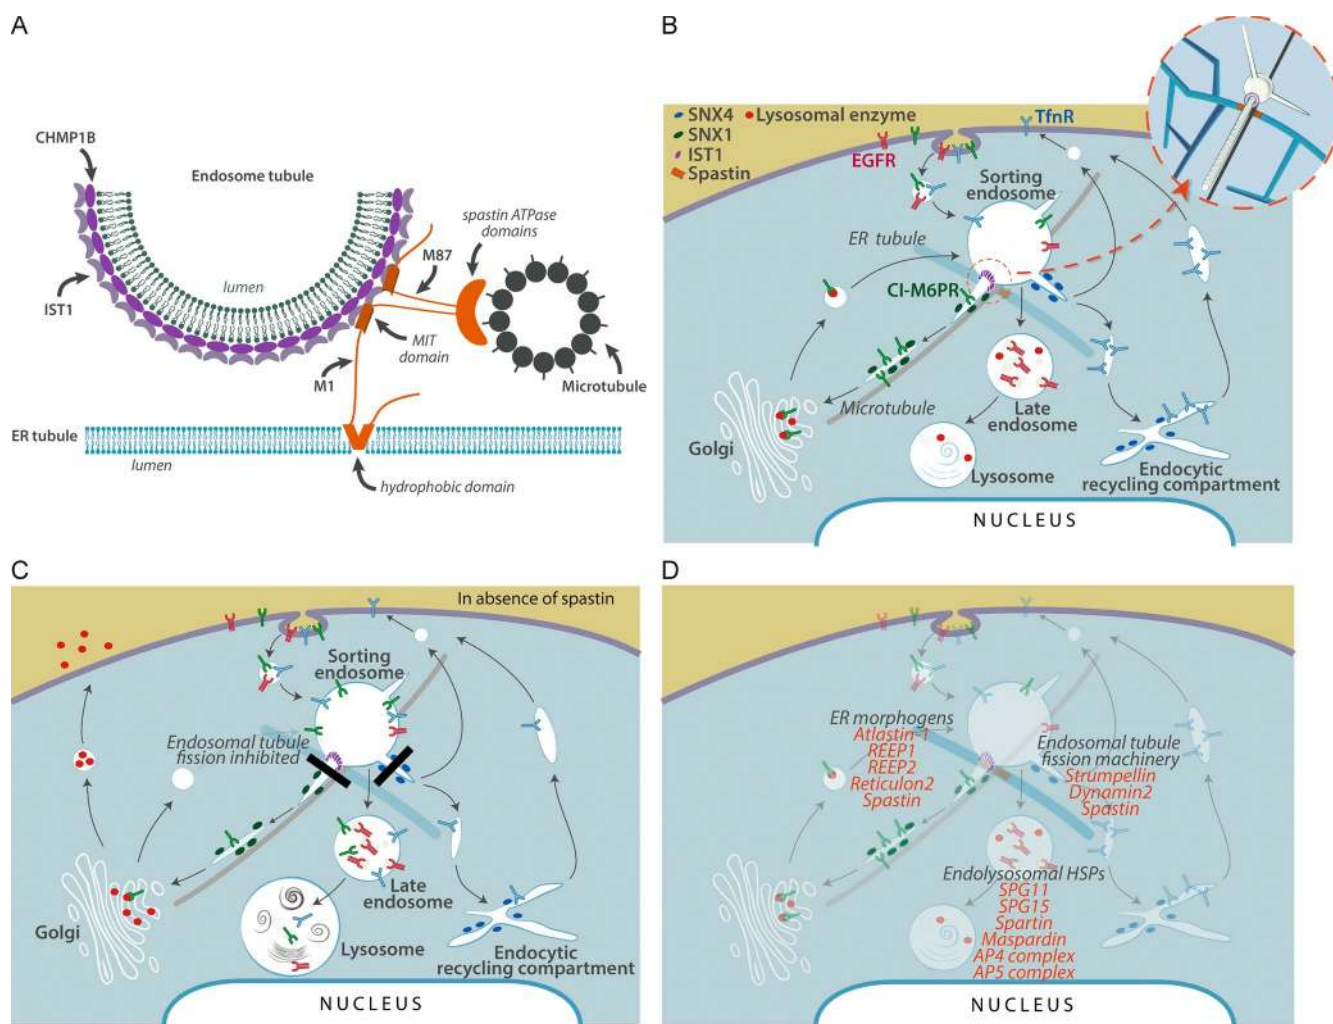 A
CHMP1B
Endosome tubule
spastin ATPase
domains
M87
lumen
IST1
MIT
domain
M1
Microtubule
ER tubule
lumen
hydrophobic domain
B
SNX4
Lysosomal enzyme
SNX1
IST1
Spastin
TfnR
EGFR
Sorting
endosome
ER tubule
CI-M6PR
Microtubule
Golgi
Late
endosome
Lysosome
Endocytic
recycling compartment
NUCLEUS
C
In absence of spastin
Sorting
endosome
Endosomal tubule
fission inhibited
Golgi
Late
endosome
Lysosome
Endocytic
recycling compartment
NUCLEUS
D
ER morphogens
Atlastin-1
REEP1
REEP2
Reticulon2
Spastin
Endosomal tubule
fission machinery
Strumpellin
Dynamin2
Spastin
Endolysosomal HSPs
SPG11
SPG15
Spartin
Maspardin
AP4 complex
AP5 complex
NUCLEUS